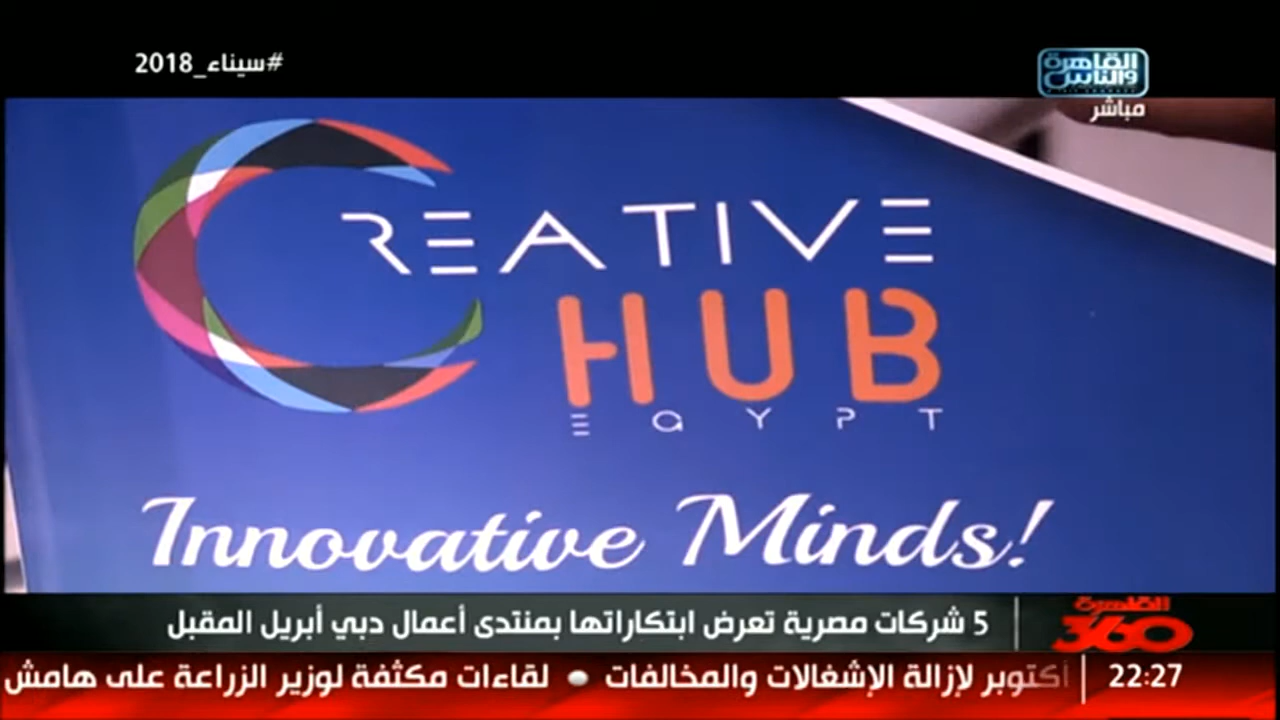 #سيناء_2018
القاهرة
والناس
مباشر
CREATIVE
HUB
EGYPT
Innovative Minds!
5 شركات مصرية تعرض ابتكاراتها بمنتدى أعمال دبي أبريل المقبل
القاهرة
360
أكتوبر لإزالة الإشغالات والمخالفات • لقاءات مكثفة لوزير الزراعة على هامش
22:27